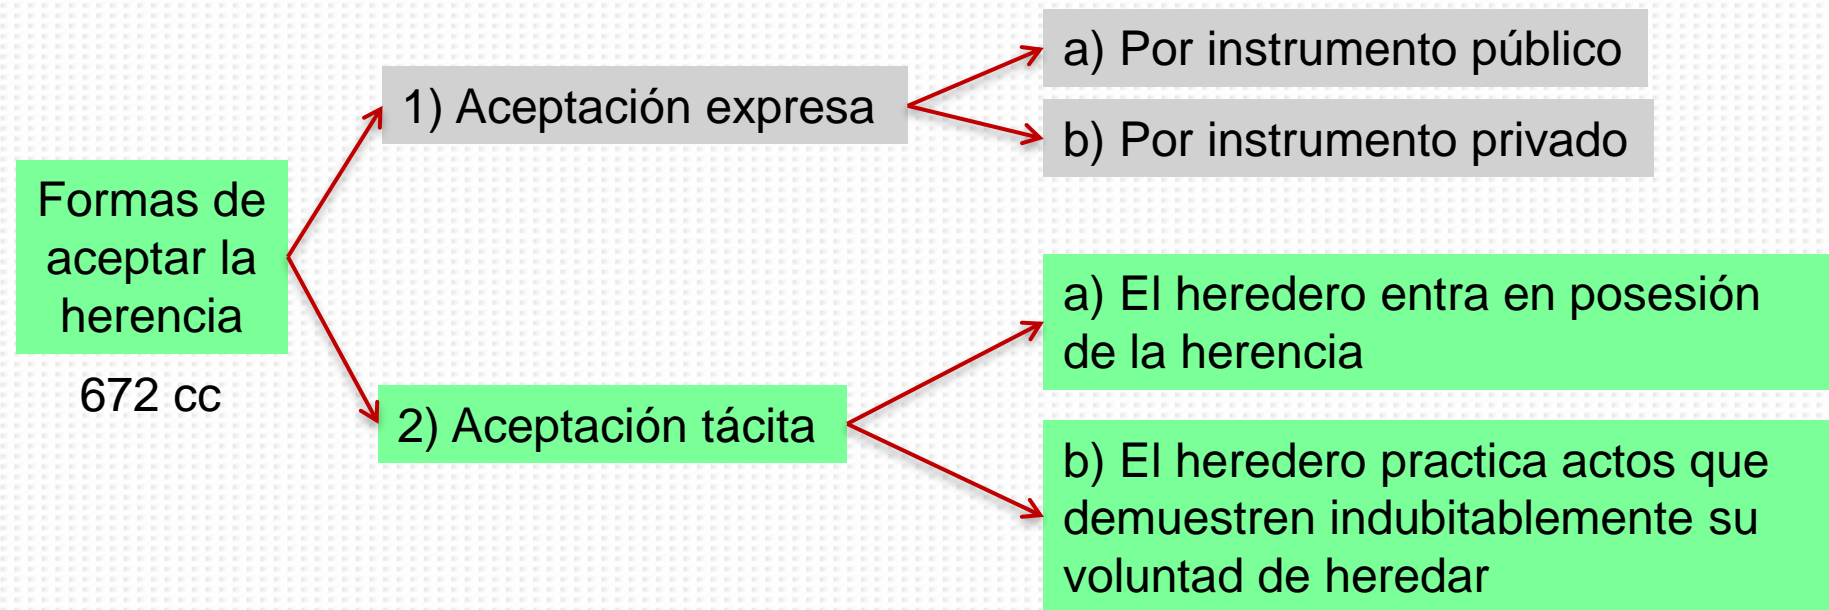 Formas de
aceptar la
herencia
672 cc
1) Aceptación expresa
a) Por instrumento público
b) Por instrumento privado
2) Aceptación tácita
a) El heredero entra en posesión
de la herencia
b) El heredero practica actos que
demuestren indubitablemente su
voluntad de heredar